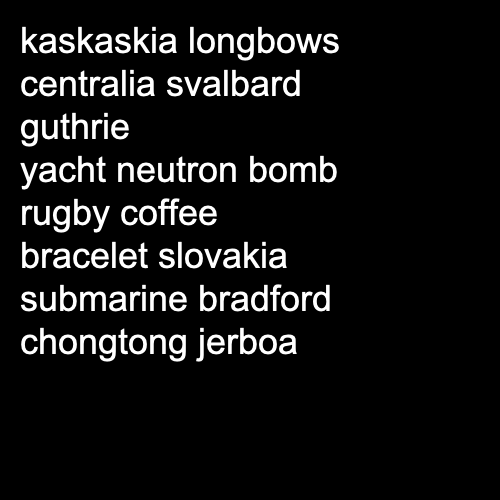 kaskaskia longbows
centralia svalbard
guthrie
yacht neutron bomb
rugby coffee
bracelet slovakia
submarine bradford
chongtong jerboa